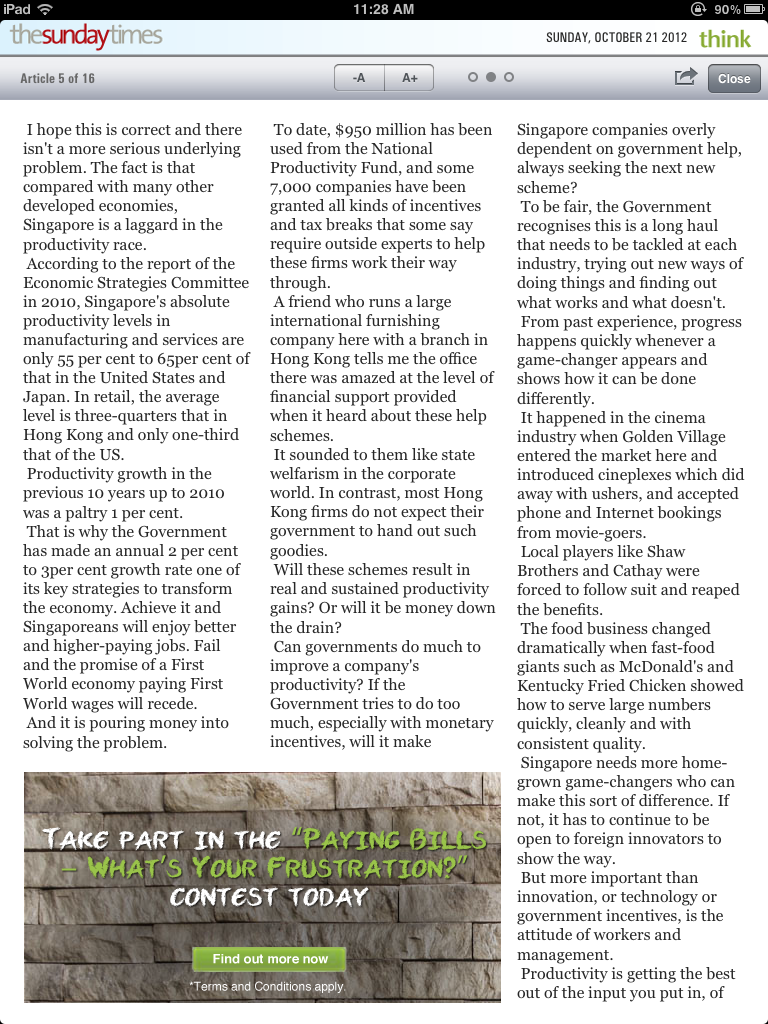 iPad
11:28 AM
90%
thesundaytimes
SUNDAY, OCTOBER 21 2012
think
Article 5 of 16
-A
A+
Close
I hope this is correct and there
isn't a more serious underlying
problem. The fact is that
compared with many other
developed economies,
Singapore is a laggard in the
productivity race.
According to the report of the
Economic Strategies Committee
in 2010, Singapore's absolute
productivity levels in
manufacturing and services are
only 55 per cent to 65per cent of
that in the United States and
Japan. In retail, the average
level is three-quarters that in
Hong Kong and only one-third
that of the US.
Productivity growth in the
previous 10 years up to 2010
was a paltry 1 per cent.
That is why the Government
has made an annual 2 per cent
to 3per cent growth rate one of
its key strategies to transform
the economy. Achieve it and
Singaporeans will enjoy better
and higher-paying jobs. Fail
and the promise of a First
World economy paying First
World wages will recede.
And it is pouring money into
solving the problem.
To date, $950 million has been
used from the National
Productivity Fund, and some
7,000 companies have been
granted all kinds of incentives
and tax breaks that some say
require outside experts to help
these firms work their way
through.
A friend who runs a large
international furnishing
company here with a branch in
Hong Kong tells me the office
there was amazed at the level of
financial support provided
when it heard about these help
schemes.
It sounded to them like state
welfarism in the corporate
world. In contrast, most Hong
Kong firms do not expect their
government to hand out such
goodies.
Will these schemes result in
real and sustained productivity
gains? Or will it be money down
the drain?
Can governments do much to
improve a company's
productivity? If the
Government tries to do too
much, especially with monetary
incentives, will it make
Singapore companies overly
dependent on government help,
always seeking the next new
scheme?
To be fair, the Government
recognises this is a long haul
that needs to be tackled at each
industry, trying out new ways of
doing things and finding out
what works and what doesn't.
From past experience, progress
happens quickly whenever a
game-changer appears and
shows how it can be done
differently.
It happened in the cinema
industry when Golden Village
entered the market here and
introduced cineplexes which did
away with ushers, and accepted
phone and Internet bookings
from movie-goers.
Local players like Shaw
Brothers and Cathay were
forced to follow suit and reaped
the benefits.
The food business changed
dramatically when fast-food
giants such as McDonald's and
Kentucky Fried Chicken showed
how to serve large numbers
quickly, cleanly and with
consistent quality.
Singapore needs more home-
grown game-changers who can
make this sort of difference. If
not, it has to continue to be
open to foreign innovators to
show the way.
But more important than
innovation, or technology or
government incentives, is the
attitude of workers and
management.
Productivity is getting the best
out of the input you put in, of
TAKE PART IN THE "PAYING BILLS
– WHAT'S YOUR FRUSTRATION?"
CONTEST TODAY
Find out more now
*Terms and Conditions apply.